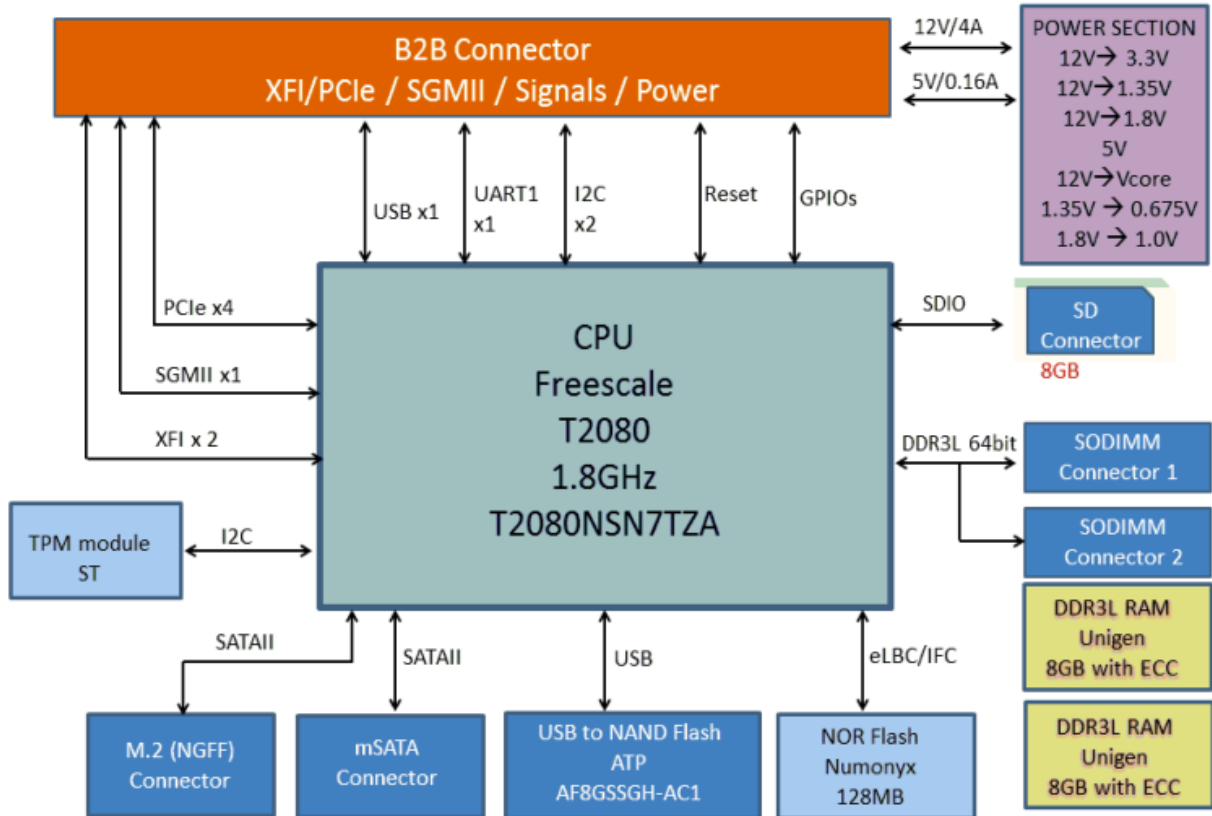 B2B Connector
XFI/PCIe / SGMII / Signals / Power
12V/4A
5V/0.16A
POWER SECTION
12V→ 3.3V
12V→1.35V
12V→1.8V
5V
12V→Vcore
1.35V → 0.675V
1.8V → 1.0V
USB x1
UART1
x1
I2C
x2
Reset
GPIOs
PCIe x4
SGMII x1
XFI x 2
CPU
Freescale
T2080
1.8GHz
T2080NSN7TZA
SDIO
SD
Connector
8GB
DDR3L 64bit
SODIMM
Connector 1
SODIMM
Connector 2
TPM module
ST
I2C
DDR3L RAM
Unigen
8GB with ECC
DDR3L RAM
Unigen
8GB with ECC
SATAII
SATAII
USB
eLBC/IFC
M.2 (NGFF)
Connector
mSATA
Connector
USB to NAND Flash
ATP
AF8GSSGH-AC1
NOR Flash
Numonyx
128MB